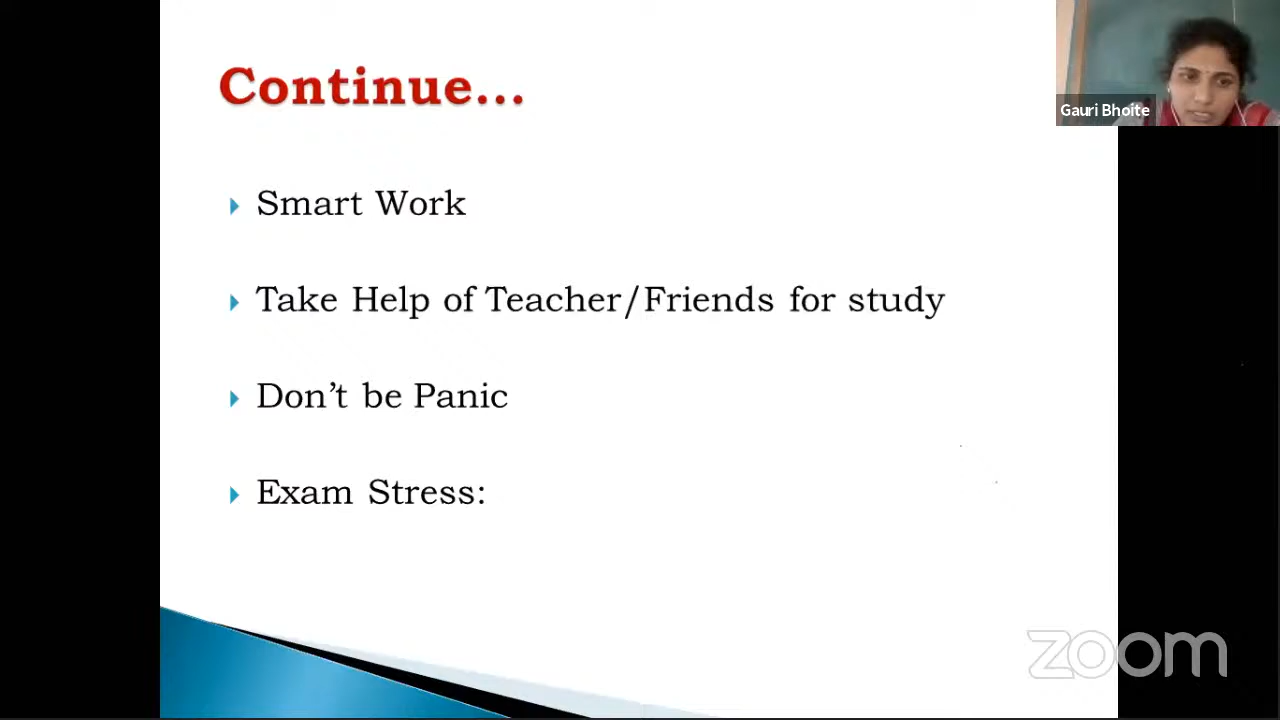 Continue...
Gauri Bhoite
Smart Work
Take Help of Teacher/Friends for study
Don’t be Panic
Exam Stress:
zoom